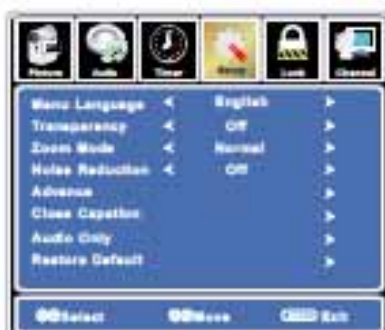 Picture Audio Timer Setup Lock Channel
Menu Language English
Transparency Off
Zoom Mode Normal
Noise Reduction Off
Advance
Close Capation
Audio Only
Restore Default
Select Move Exit